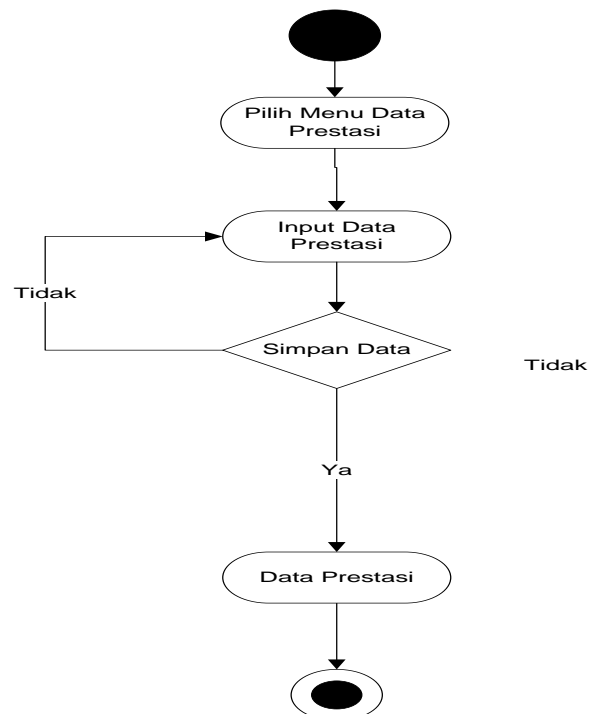 Pilih Menu Data
Prestasi
Input Data
Prestasi
Tidak
Simpan Data
Tidak
Ya
Data Prestasi